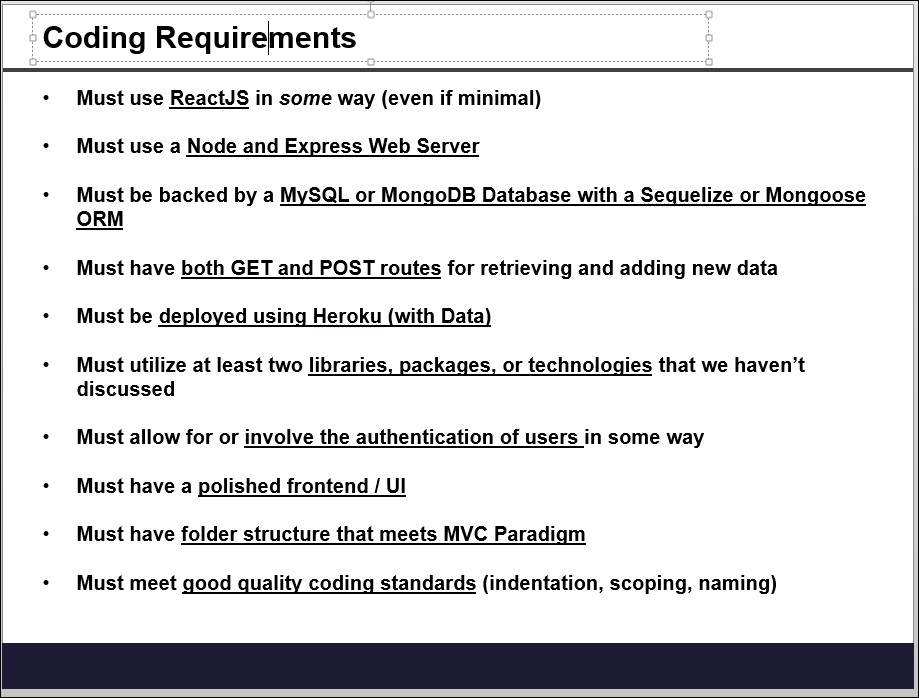 Coding Requirements
• Must use ReactJS in some way (even if minimal)
• Must use a Node and Express Web Server
• Must be backed by a MySQL or MongoDB Database with a Sequelize or Mongoose
ORM
• Must have both GET and POST routes for retrieving and adding new data
• Must be deployed using Heroku (with Data)
• Must utilize at least two libraries, packages, or technologies that we haven’t
discussed
• Must allow for or involve the authentication of users in some way
• Must have a polished frontend / UI
• Must have folder structure that meets MVC Paradigm
• Must meet good quality coding standards (indentation, scoping, naming)